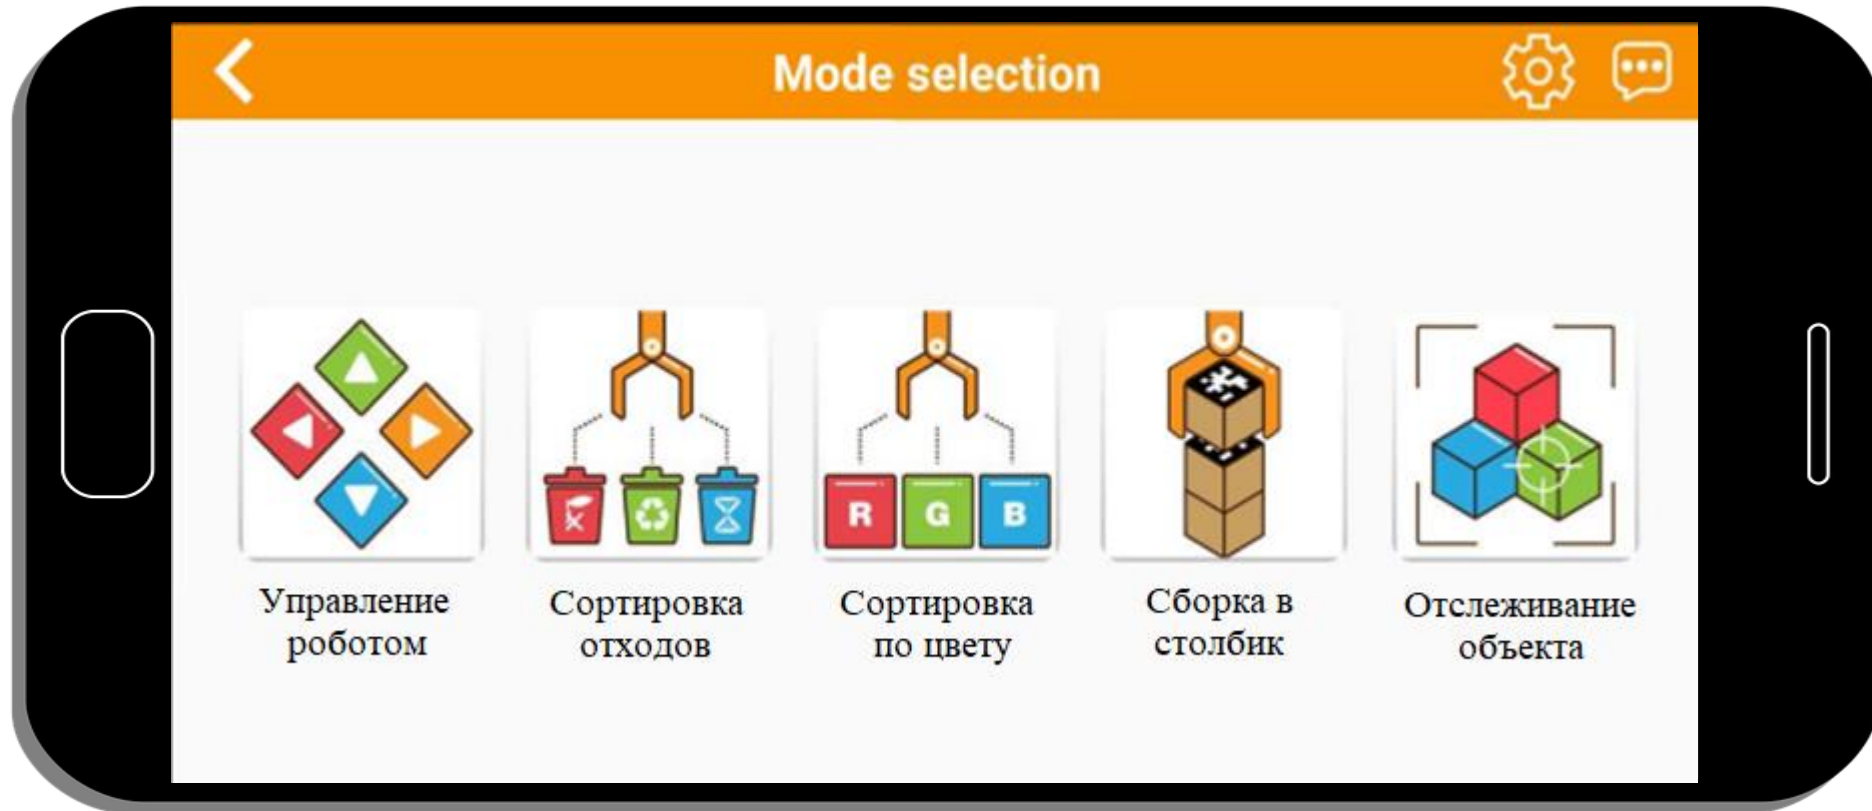 Mode selection
R G B
Управление
роботом
Сортировка
отходов
Сортировка
по цвету
Сборка в
столбик
Отслеживание
объекта